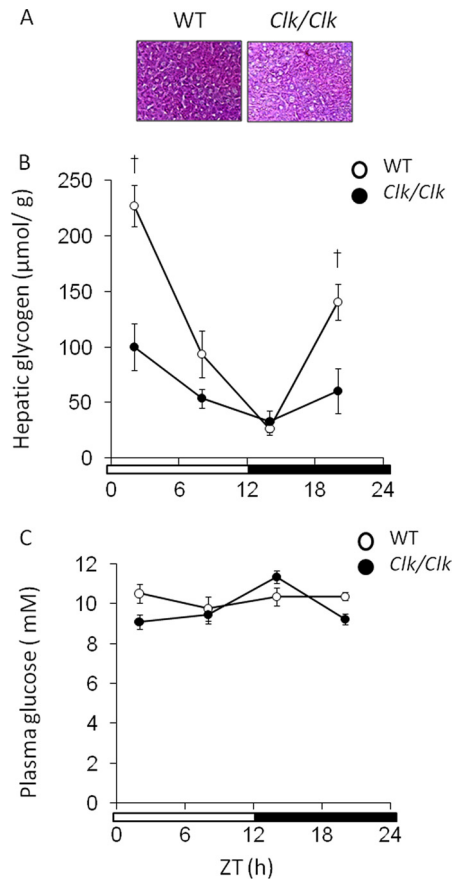 A
WT
Clk/Clk
B
WT
Clk/Clk
†
†
Hepatic glycogen (µmol/ g)
250
200
150
100
50
0
0 6 12 18 24
C
WT
Clk/Clk
Plasma glucose ( mM)
12
10
8
6
4
2
0
0 6 12 18 24
ZT (h)